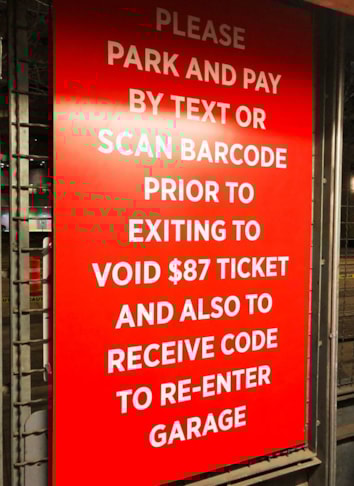 PLEASE
PARK AND PAY
BY TEXT OR
SCAN BARCODE
PRIOR TO
EXITING TO
VOID $87 TICKET
AND ALSO TO
RECEIVE CODE
TO RE-ENTER
GARAGE